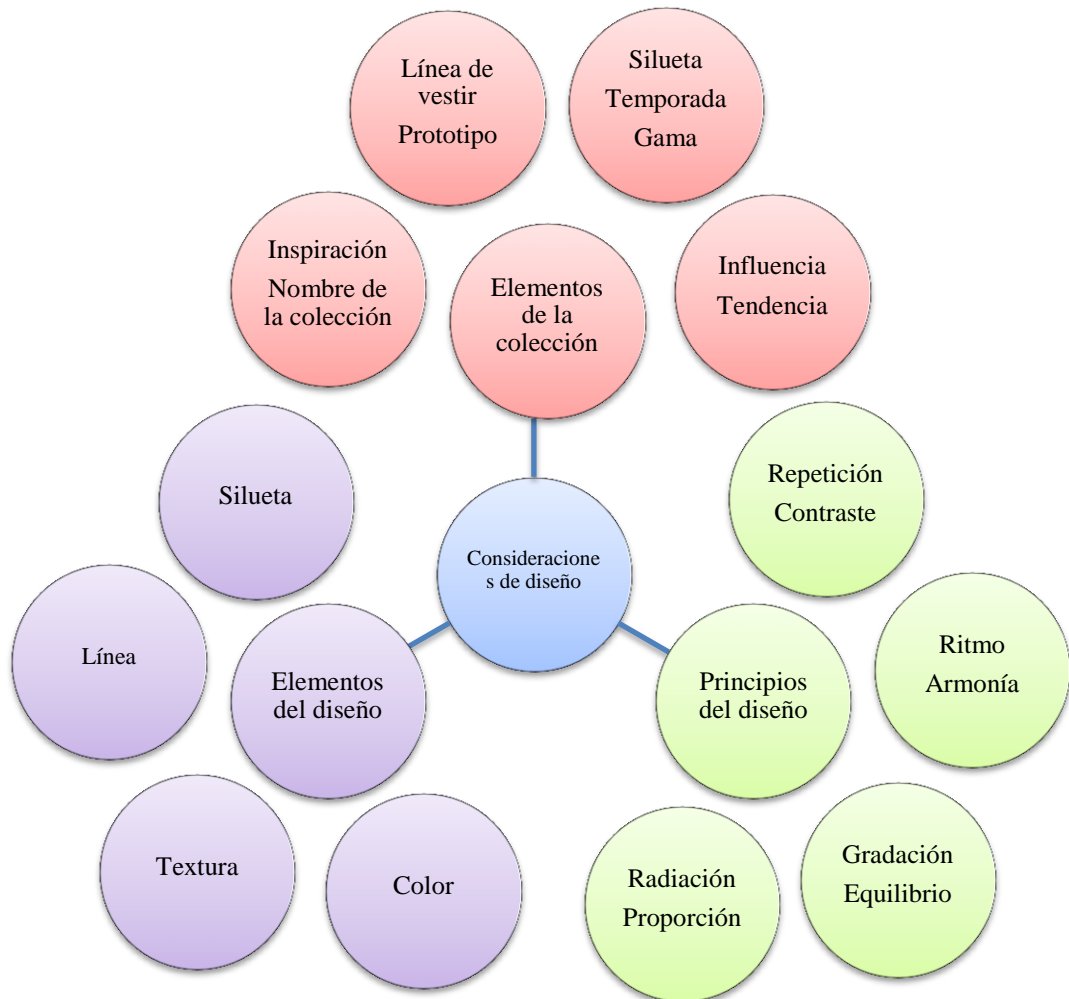 Línea de
vestir
Prototipo
Silueta
Temporada
Gama
Inspiración
Nombre de
la colección
Elementos
de la
colección
Influencia
Tendencia
Silueta
Repetición
Contraste
Consideracione
s de diseño
Línea
Elementos
del diseño
Principios
del diseño
Ritmo
Armonía
Textura
Color
Radiación
Proporción
Gradación
Equilibrio